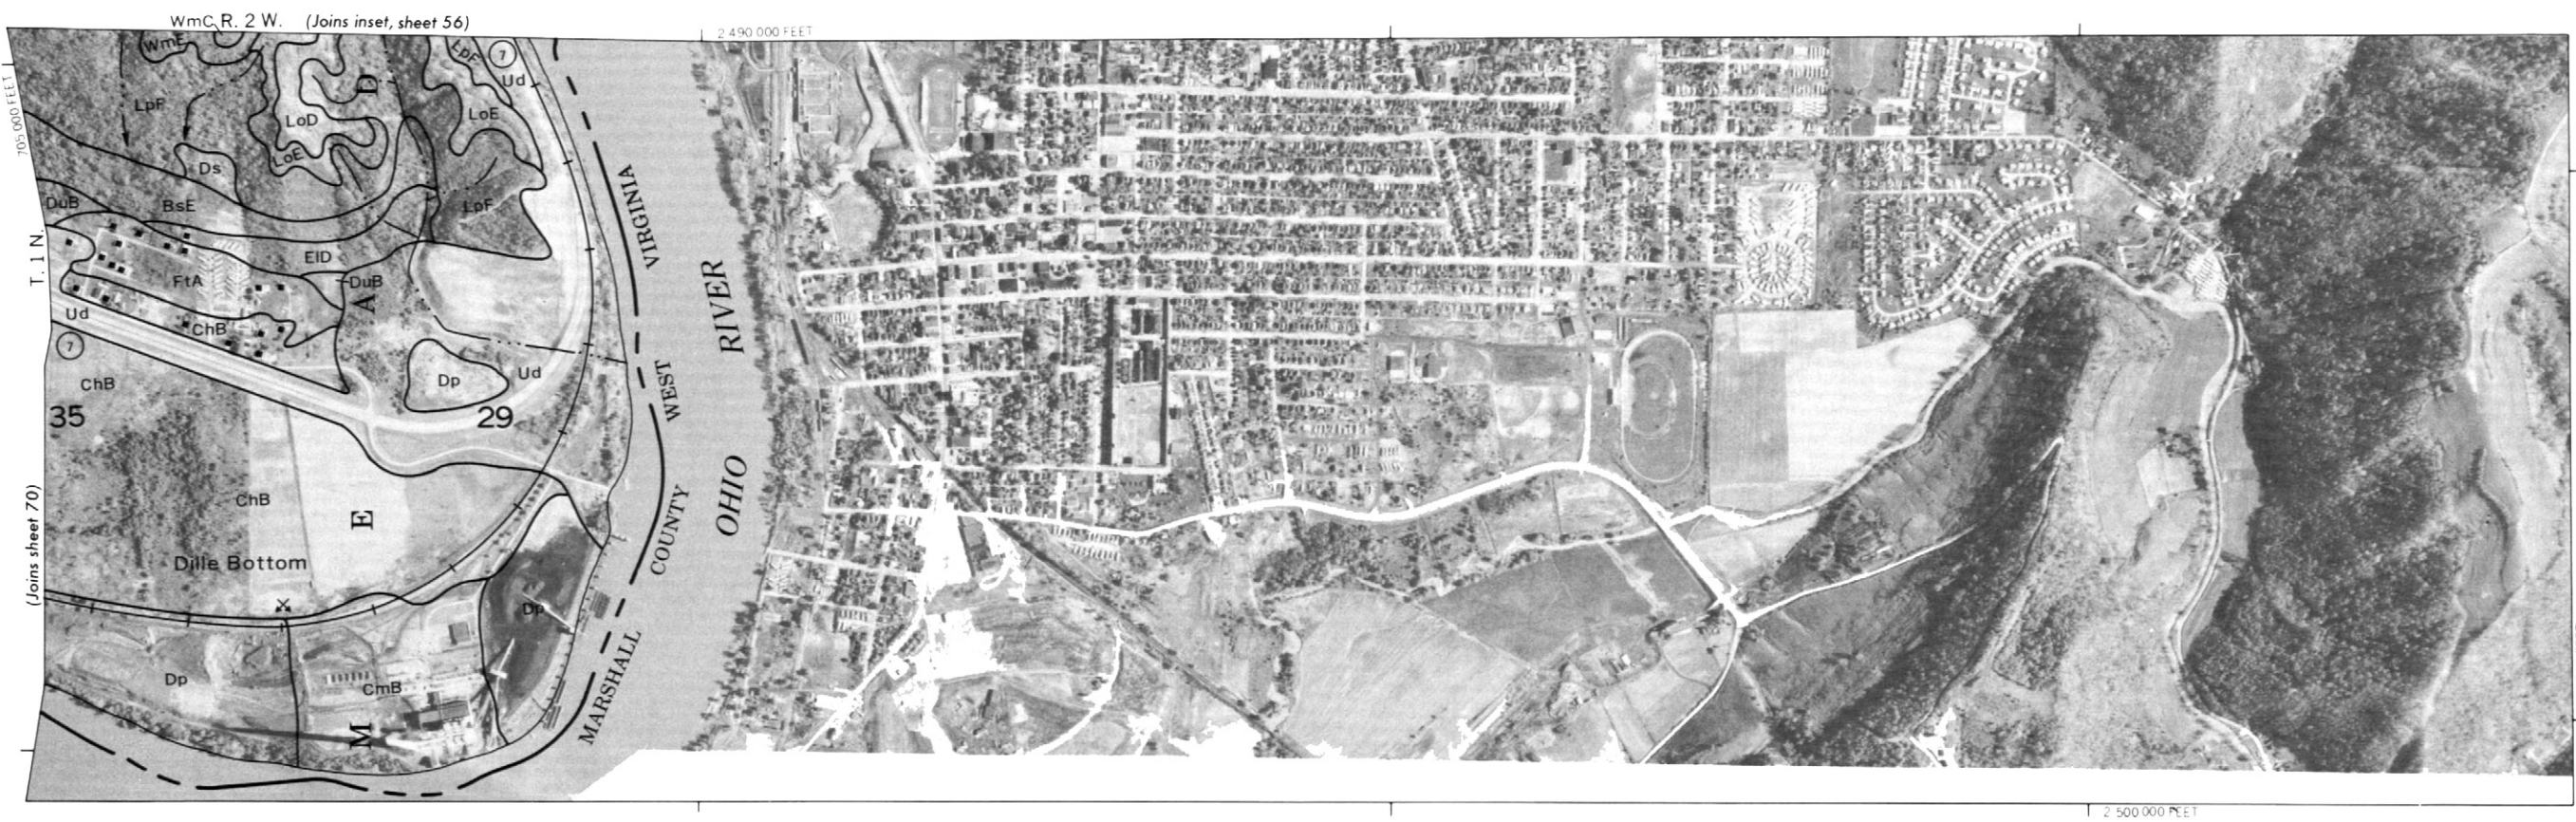 WmC R. 2 W. (Joins inset, sheet 56)
2 490 000 FEET
705 000 FEET
WmE
LpF
7
Ud
D
LpF
LoD
LoE
LoE
Ds
DuB
BsE
LpF
VIRGINIA
T. 1 N.
ElD
FtA
DuB
A
RIVER
Ud
ChB
7
ChB
Dp
Ud
WEST
35
29
OHIO
ChB
E
COUNTY
(Joins sheet 70)
Dille Bottom
Dp
Dp
CmB
M
MARSHALL
2 500 000 FEET